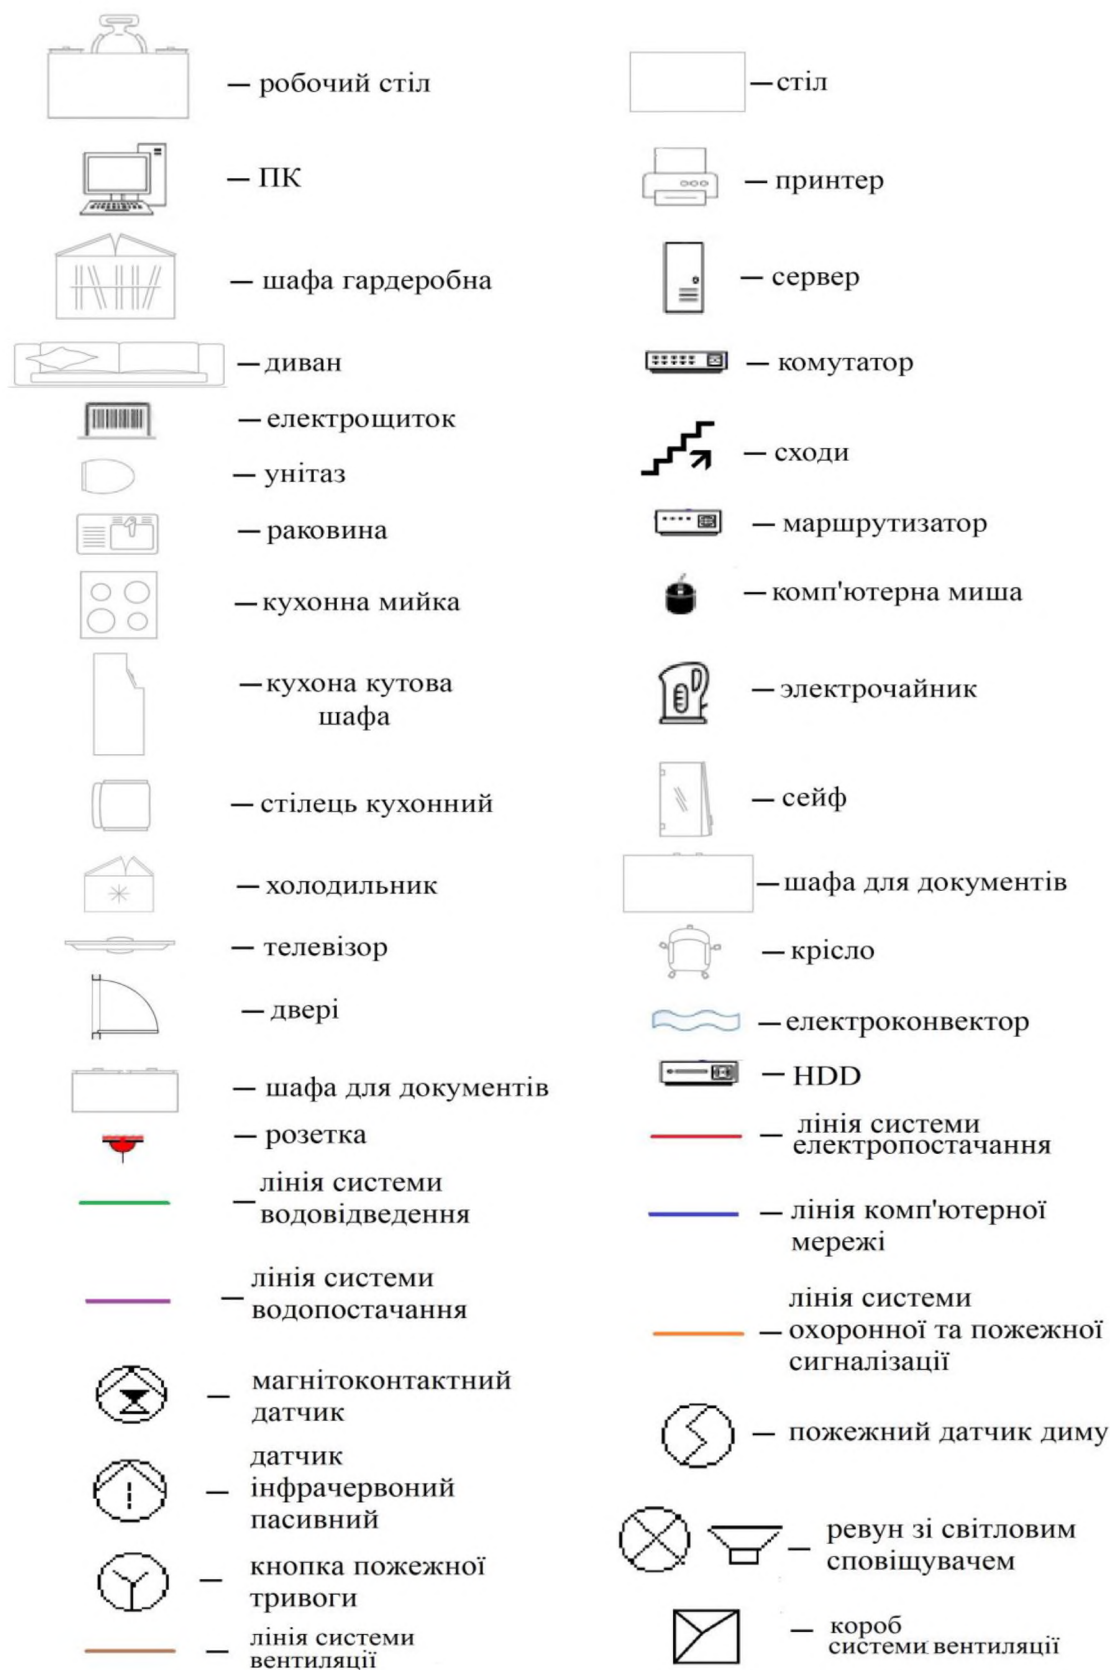 — робочий стіл
— ПК
— шафа гардеробна
— диван
— електрощиток
— унітаз
— раковина
— кухонна мийка
— кухона кутова
шафа
— стілець кухонний
— холодильник
— телевізор
— двері
— шафа для документів
— розетка
— лінія системи
водовідведення
— лінія системи
водопостачання
— магнітоконтактний
датчик
датчик
— інфрачервоний
пасивний
— кнопка пожежної
тривоги
— лінія системи
вентиляції
— стіл
— принтер
— сервер
— комутатор
— сходи
— маршрутизатор
— комп'ютерна миша
— электрочайник
— сейф
— шафа для документів
— крісло
— електроконвектор
— HDD
— лінія системи
електропостачання
— лінія комп'ютерної
мережі
лінія системи
— охоронної та пожежної
сигналізації
— пожежний датчик диму
— ревун зі світловим
сповіщувачем
— короб
системи вентиляції